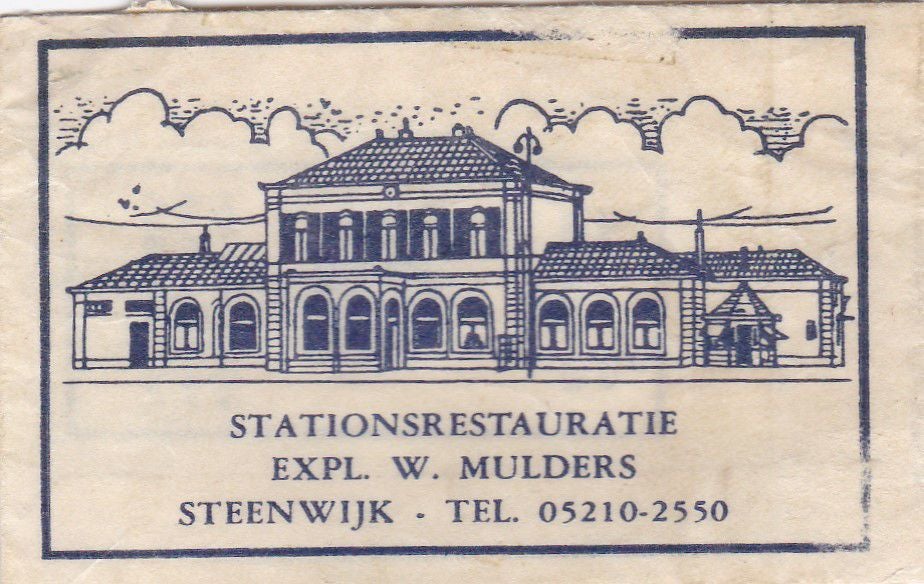 STATIONSRESTAURATIE
EXPL. W. MULDERS
STEENWIJK - TEL. 05210-2550